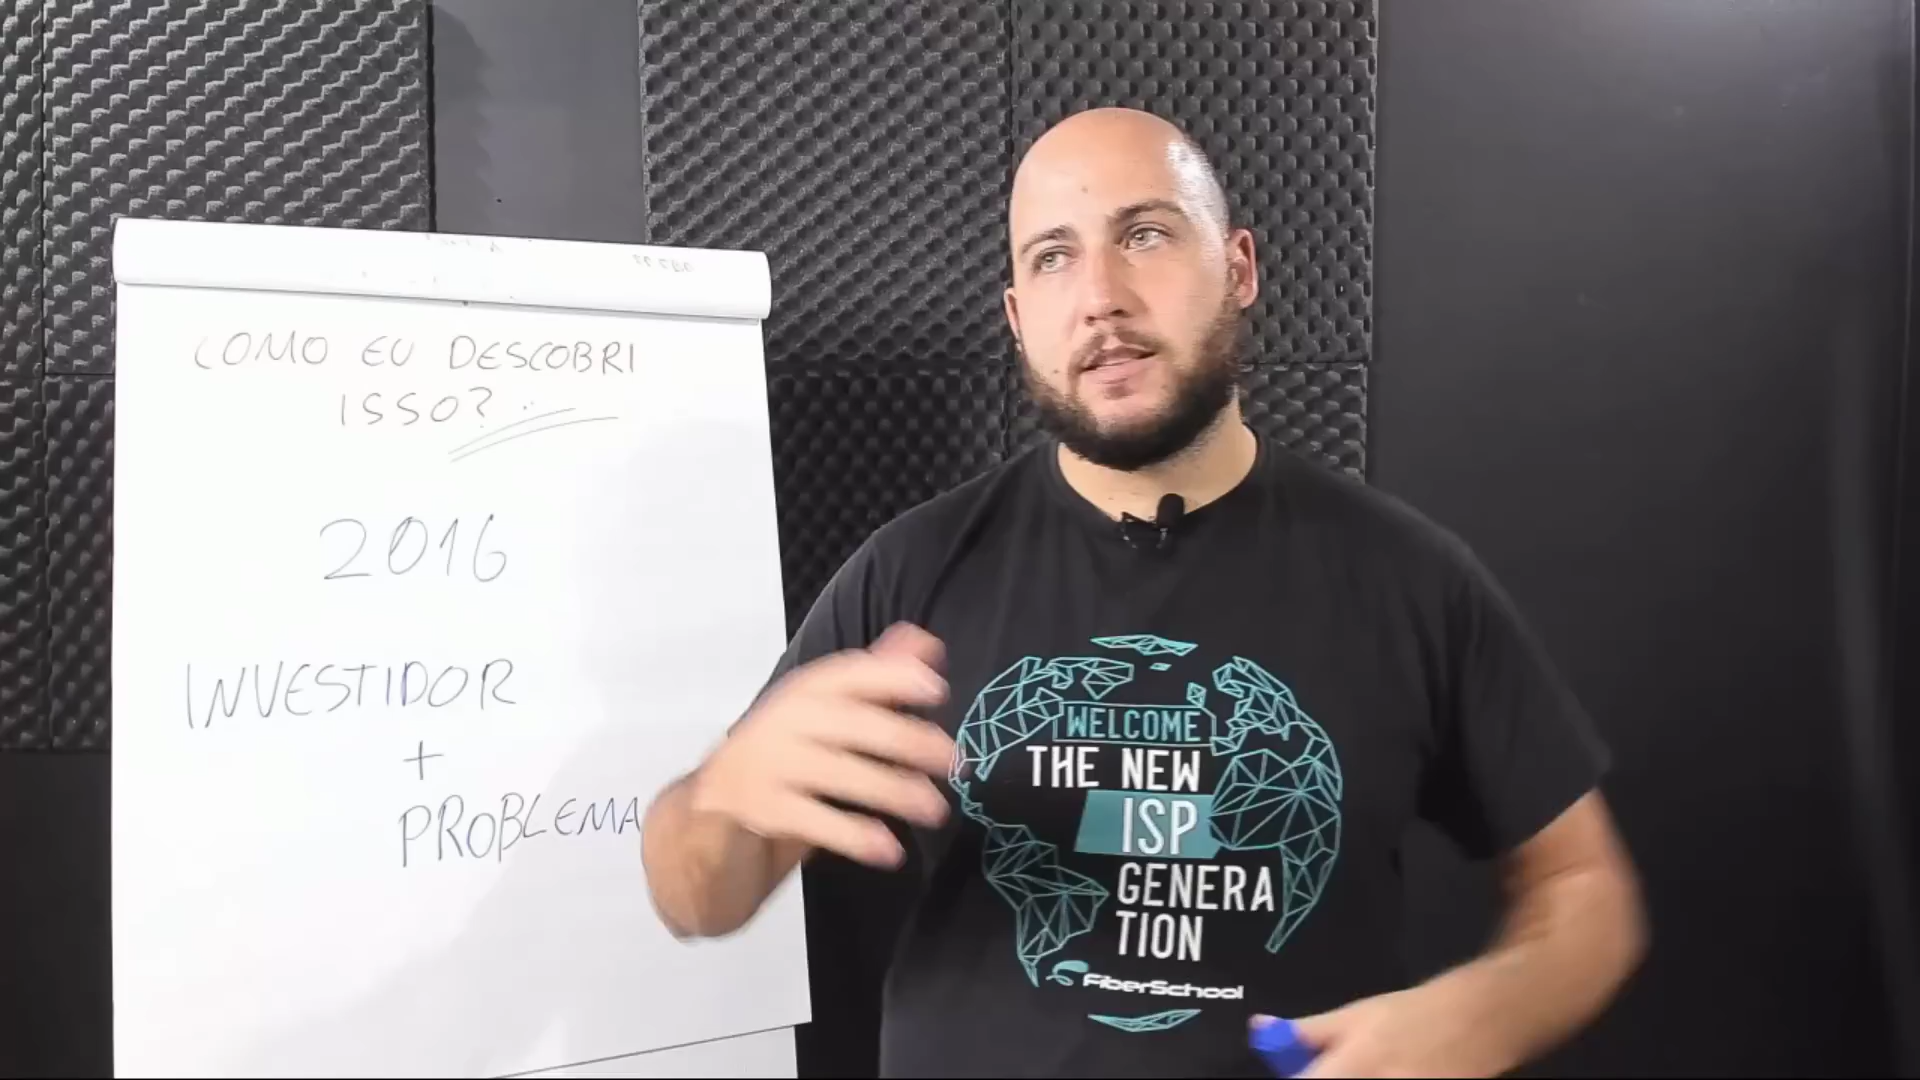 COMO EU DESCOBRI
ISSO?
2016
INVESTIDOR
+
PROBLEMA
WELCOME
THE NEW
ISP
GENERA
TION
FiberSchool